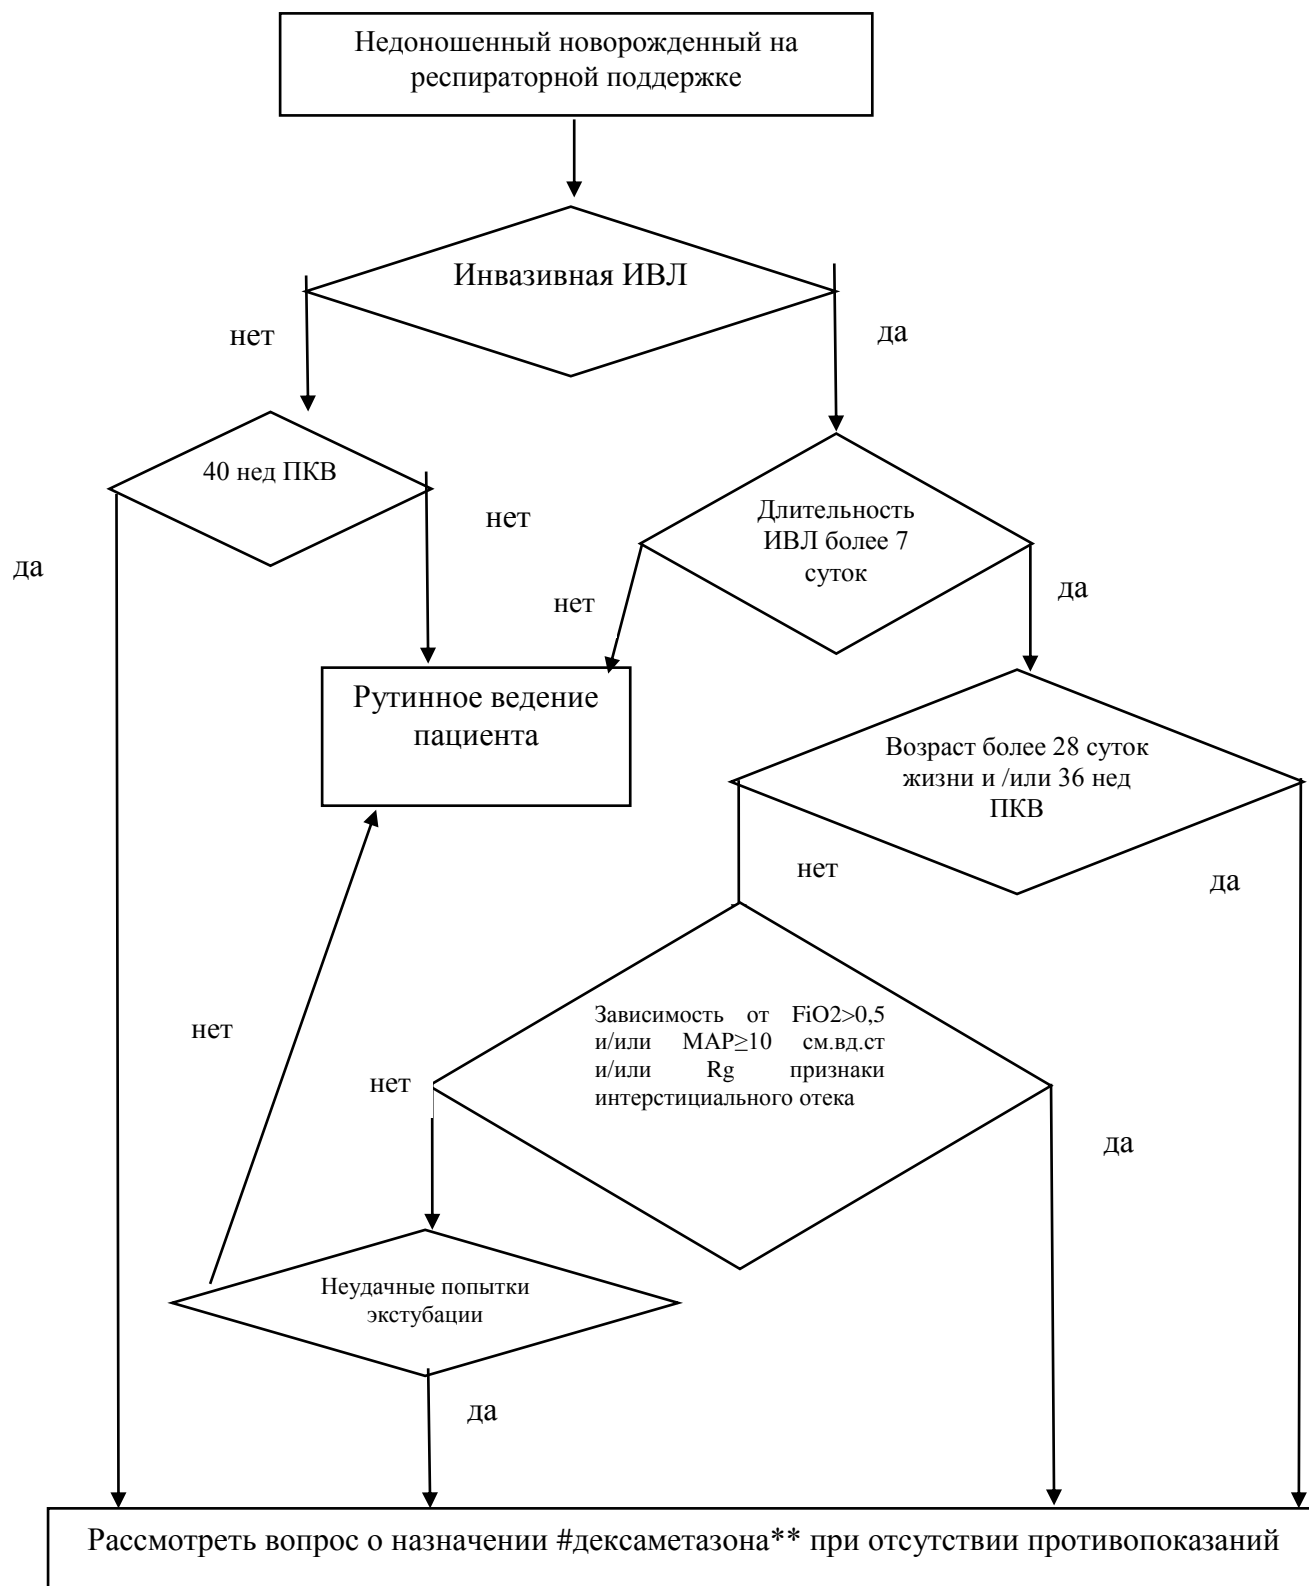 Недоношенный новорожденный на
респираторной поддержке
Инвазивная ИВЛ
нет
да
40 нед ПКВ
нет
да
Длительность
ИВЛ более 7
суток
нет
да
Рутинное ведение
пациента
Возраст более 28 суток
жизни и /или 36 нед
ПКВ
нет
да
Зависимость от FiO2>0,5
и/или MAP≥10 см.вд.ст
и/или Rg признаки
интерстициального отека
нет
нет
да
Неудачные попытки
экстубации
да
Рассмотреть вопрос о назначении #дексаметазона** при отсутствии противопоказаний